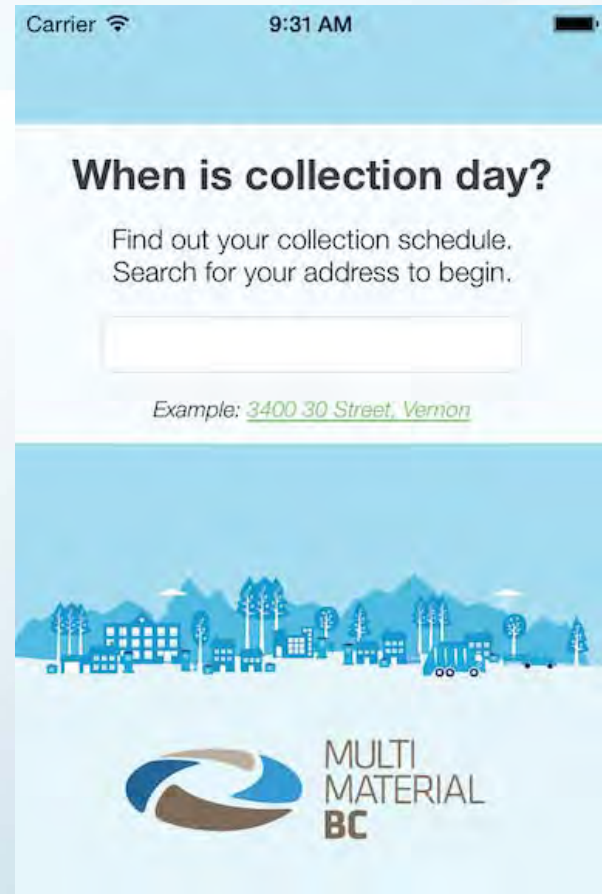 Carrier 9:31 AM
When is collection day?
Find out your collection schedule.
Search for your address to begin.
Example: 3400 30 Street, Vernon
MULTI
MATERIAL
BC